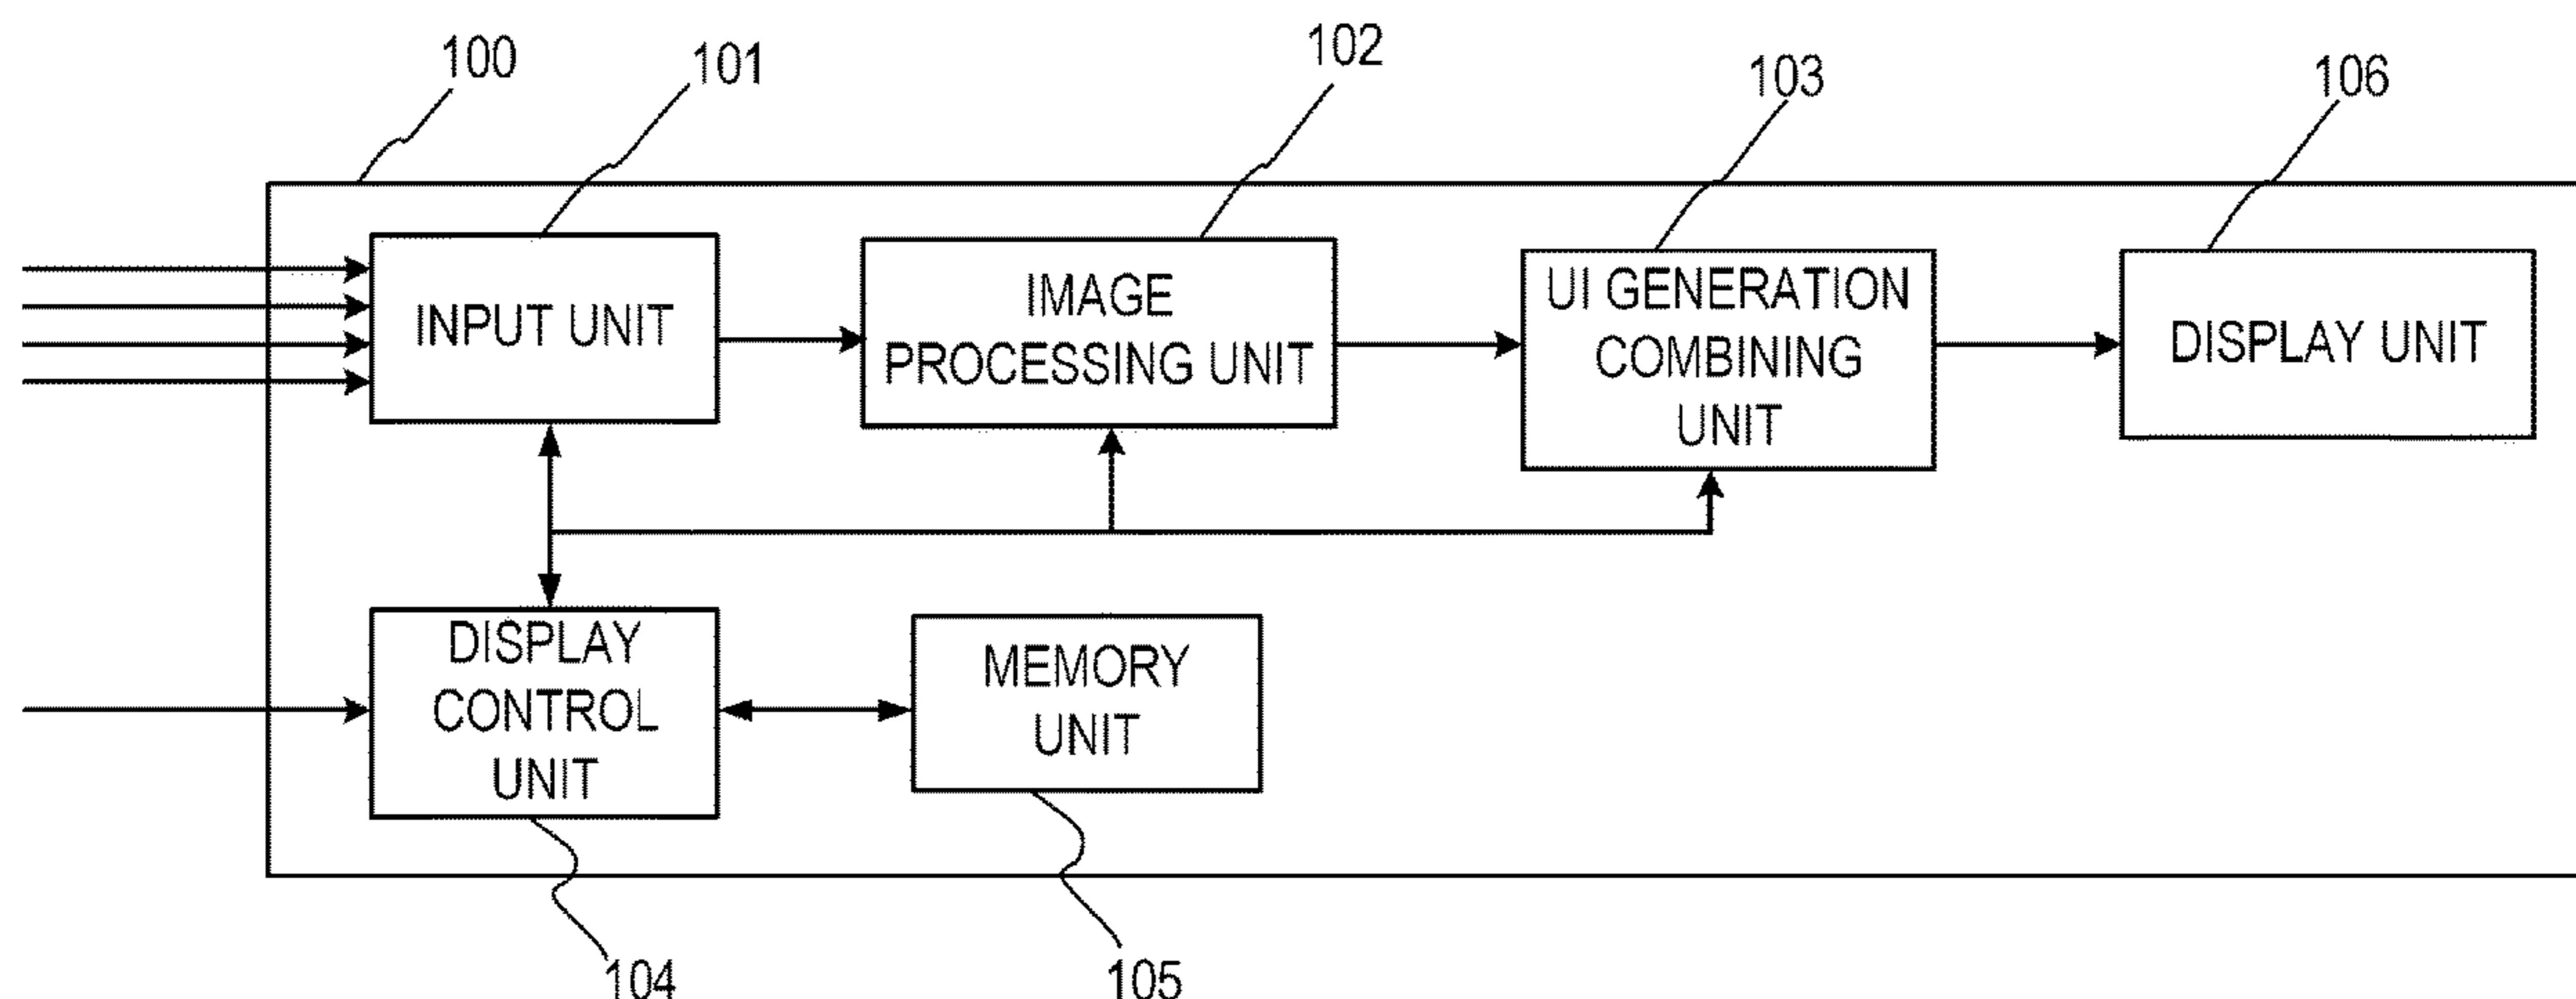 100
101
102
103
106
INPUT UNIT
IMAGE
PROCESSING UNIT
UI GENERATION
COMBINING
UNIT
DISPLAY UNIT
DISPLAY
CONTROL
UNIT
MEMORY
UNIT
104
105